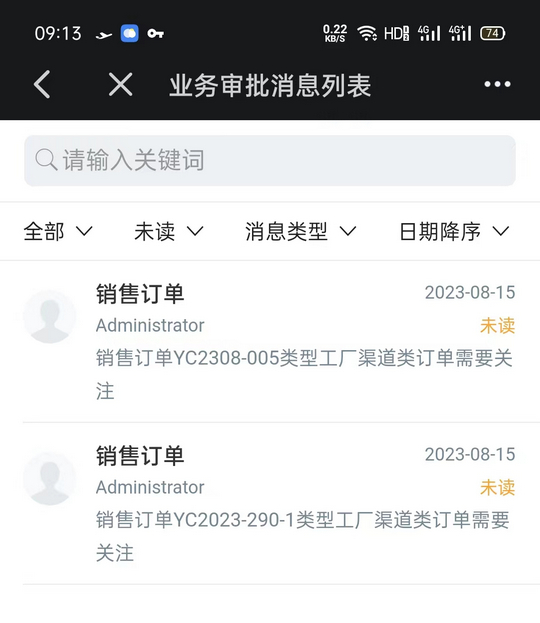 09:13 0.22 KB/S HD 4G 4G+ 74
业务审批消息列表
请输入关键词
全部 未读 消息类型 日期降序
销售订单 2023-08-15
Administrator 未读
销售订单YC2308-005类型工厂渠道类订单需要关
注
销售订单 2023-08-15
Administrator 未读
销售订单YC2023-290-1类型工厂渠道类订单需要
关注